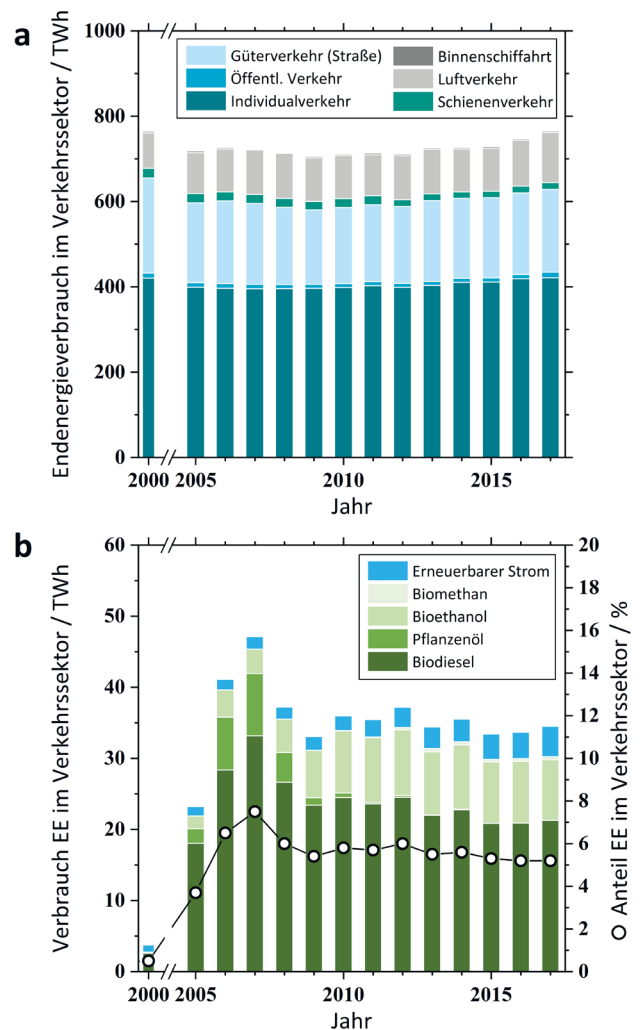 a
Endenergieverbrauch im Verkehrssektor / TWh
1000
800
600
400
200
0
Güterverkehr (Straße)
Öffentl. Verkehr
Individualverkehr
Binnenschiffahrt
Luftverkehr
Schienenverkehr
2000 2005 2010 2015
Jahr
b
Verbrauch EE im Verkehrssektor / TWh
60
50
40
30
20
10
0
Erneuerbarer Strom
Biomethan
Bioethanol
Pflanzenöl
Biodiesel
20
18
16
14
12
10
8
6
4
2
0
Anteil EE im Verkehrssektor / %
2000 2005 2010 2015
Jahr